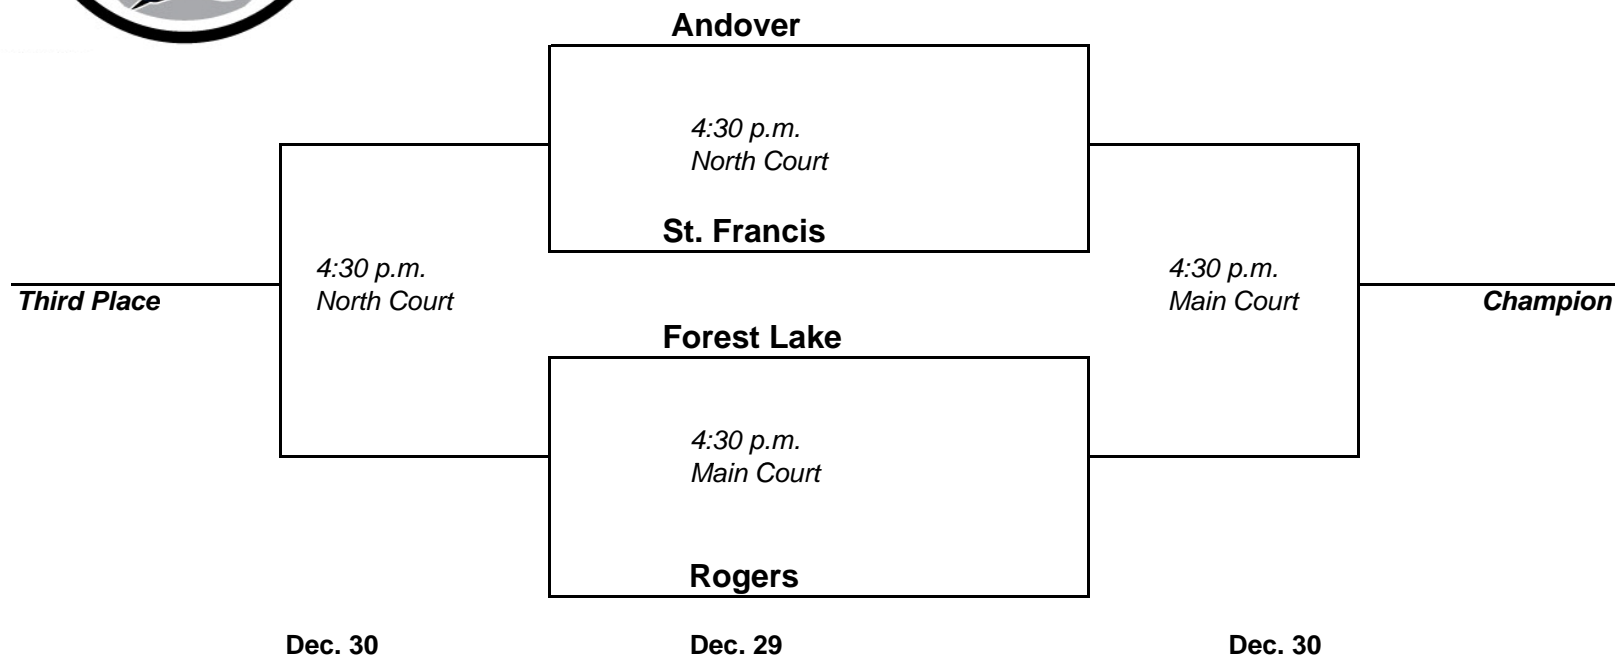 Andover
4:30 p.m.
North Court
St. Francis
4:30 p.m.
North Court
4:30 p.m.
Main Court
Third Place
Champion
Forest Lake
4:30 p.m.
Main Court
Rogers
Dec. 30
Dec. 29
Dec. 30